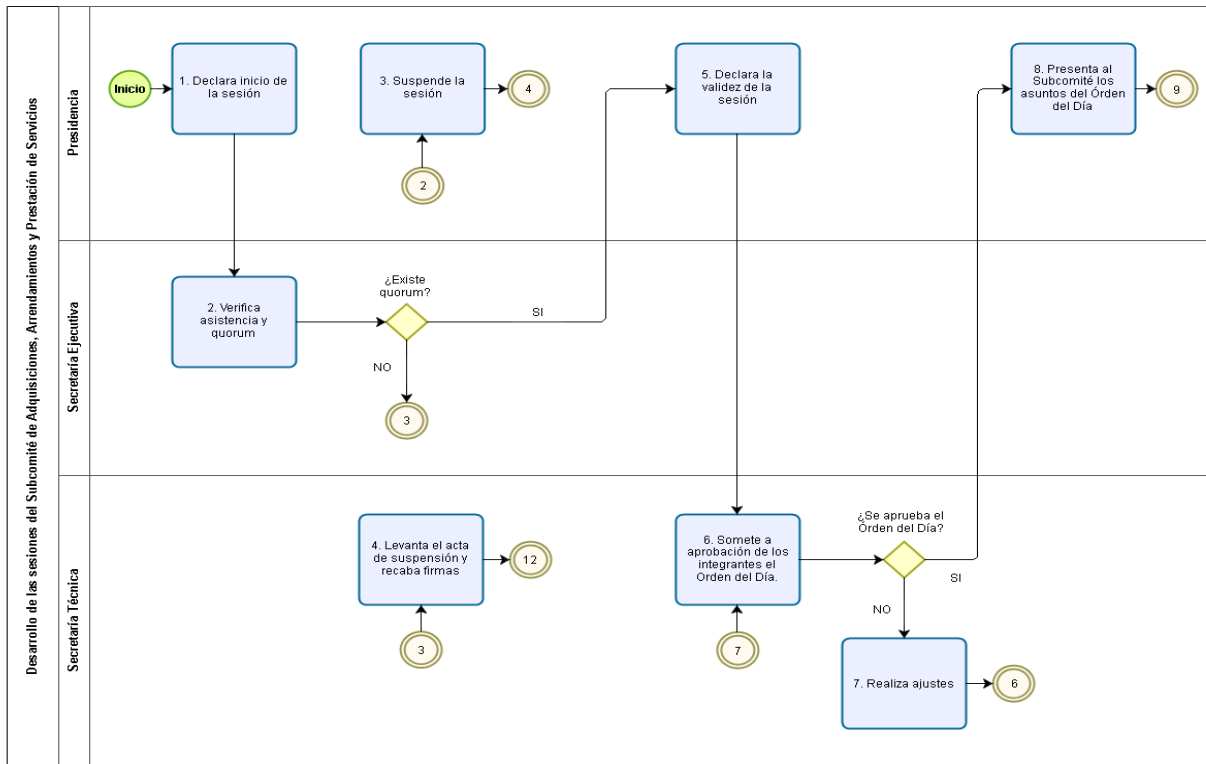 Desarrollo de las sesiones del Subcomité de Adquisiciones, Arrendamientos y Prestación de Servicios
Presidencia
Inicio
1. Declara inicio de
la sesión
3. Suspende la
sesión
4
2
5. Declara la
validez de la
sesión
8. Presenta al
Subcomité los
asuntos del Órden
del Día
9
Secretaría Ejecutiva
2. Verifica
asistencia y
quorum
¿Existe
quorum?
SI
NO
3
Secretaría Técnica
4. Levanta el acta
de suspensión y
recaba firmas
12
3
6. Somete a
aprobación de los
integrantes el
Orden del Día.
7
¿Se aprueba el
Órden del Día?
SI
NO
7. Realiza ajustes
6